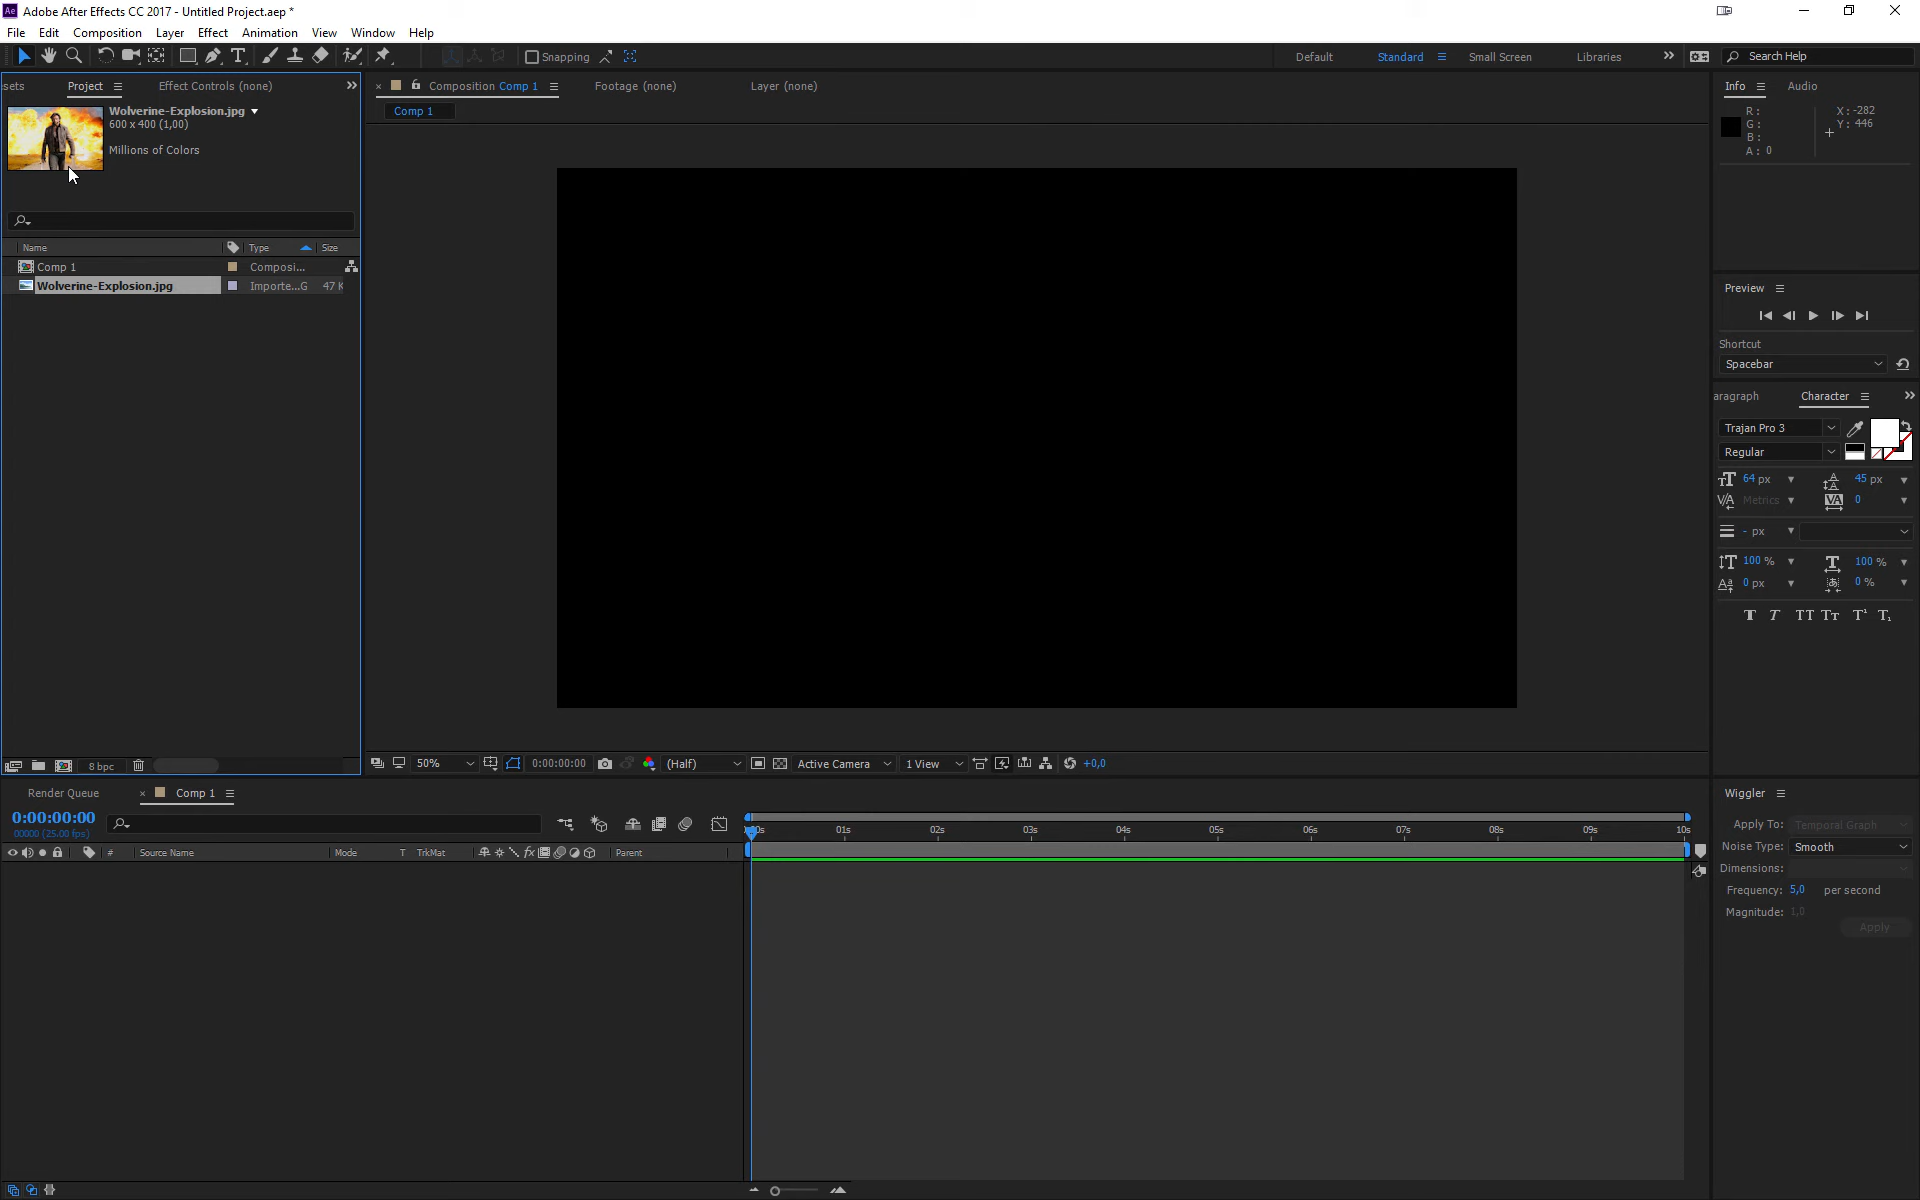 Adobe After Effects CC 2017 - Untitled Project.aep *
File Edit Composition Layer Effect Animation View Window Help
Snapping
Default Standard Small Screen Libraries Search Help
sets Project Effect Controls (none)
Wolverine-Explosion.jpg
600 x 400 (1,00)
Millions of Colors
Name Type Size
Comp 1 Composi...
Wolverine-Explosion.jpg Importe...G 47 K
8 bpc
Composition Comp 1 Footage (none) Layer (none)
Comp 1
50% 0:00:00:00 (Half) Active Camera 1 View +0,0
Info Audio
R: X: -282
G: Y: 446
B:
A: 0
Preview
Shortcut
Spacebar
aragraph Character
Trajan Pro 3
Regular
64 px 45 px
Metrics 0
- px
100 % 100 %
0 px 0 %
Render Queue Comp 1
0:00:00:00
00000 (25.00 fps)
# Source Name Mode T TrkMat Parent
01s 02s 03s 04s 05s 06s 07s 08s 09s 10s
Wiggler
Apply To: Temporal Graph
Noise Type: Smooth
Dimensions:
Frequency: 5,0 per second
Magnitude: 1,0
Apply